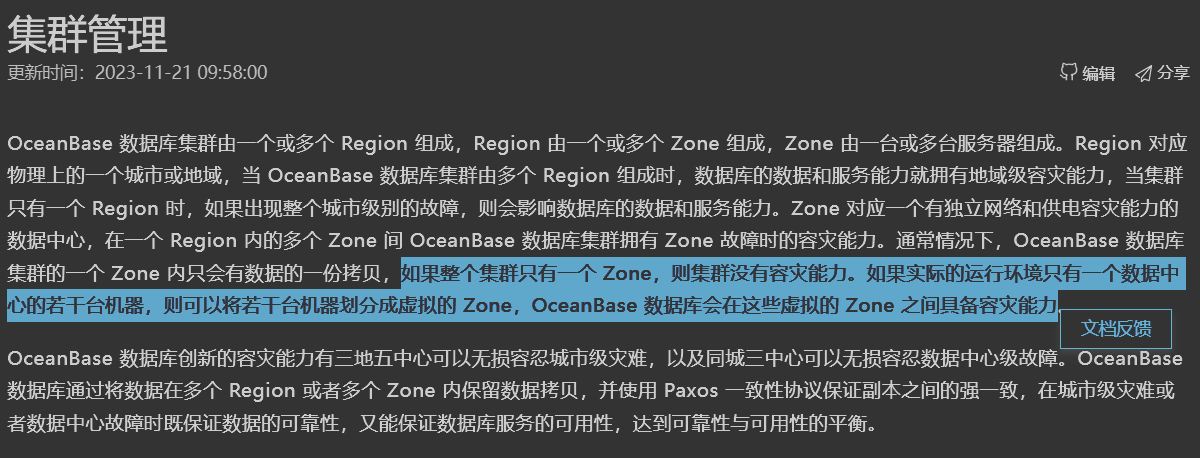 集群管理
更新时间：2023-11-21 09:58:00
编辑 分享
OceanBase 数据库集群由一个或多个 Region 组成，Region 由一个或多个 Zone 组成，Zone 由一台或多台服务器组成。Region 对应
物理上的一个城市或地域，当 OceanBase 数据库集群由多个 Region 组成时，数据库的数据和服务能力就拥有地域级容灾能力，当集群
只有一个 Region 时，如果出现整个城市级别的故障，则会影响数据库的数据和服务能力。Zone 对应一个有独立网络和供电容灾能力的
数据中心，在一个 Region 内的多个 Zone 间 OceanBase 数据库集群拥有 Zone 故障时的容灾能力。通常情况下，OceanBase 数据库
集群的一个 Zone 内只会有数据的一份拷贝，如果整个集群只有一个 Zone，则集群没有容灾能力。如果实际的运行环境只有一个数据中
心的若干台机器，则可以将若干台机器划分成虚拟的 Zone，OceanBase 数据库会在这些虚拟的 Zone 之间具备容灾能力
文档反馈
OceanBase 数据库创新的容灾能力有三地五中心可以无损容忍城市级灾难，以及同城三中心可以无损容忍数据中心级故障。OceanBase
数据库通过将数据在多个 Region 或者多个 Zone 内保留数据拷贝，并使用 Paxos 一致性协议保证副本之间的强一致，在城市级灾难或
者数据中心故障时既保证数据的可靠性，又能保证数据库服务的可用性，达到可靠性与可用性的平衡。